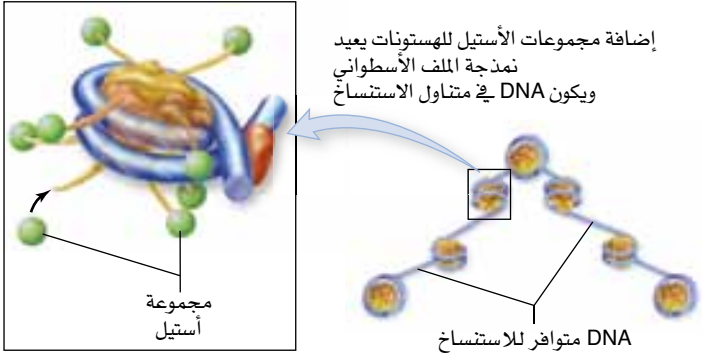 إضافة مجموعات الأستيل للهستونات يعيد
نمذجة الملف الأسطواني
ويكون DNA في متناول الاستنساخ
مجموعة
أستيل
DNA متوافر للاستنساخ